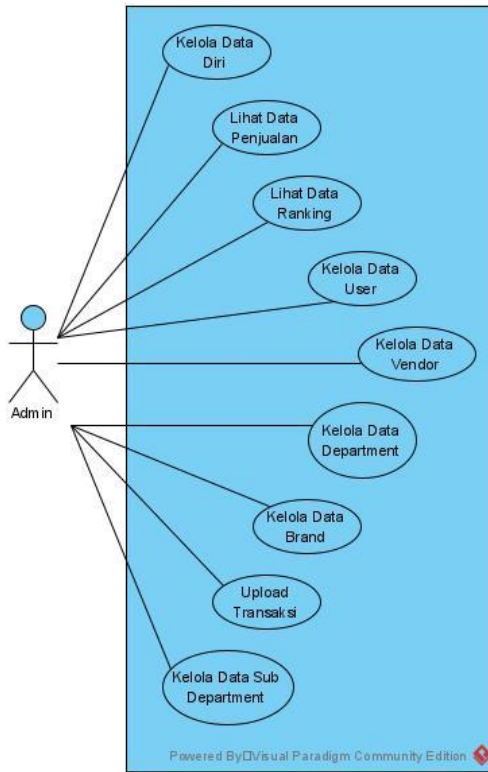 Kelola Data
Diri
Lihat Data
Penjualan
Lihat Data
Ranking
Kelola Data
User
Kelola Data
Vendor
Admin
Kelola Data
Department
Kelola Data
Brand
Upload
Transaksi
Kelola Data Sub
Department
Powered By□Visual Paradigm Community Edition